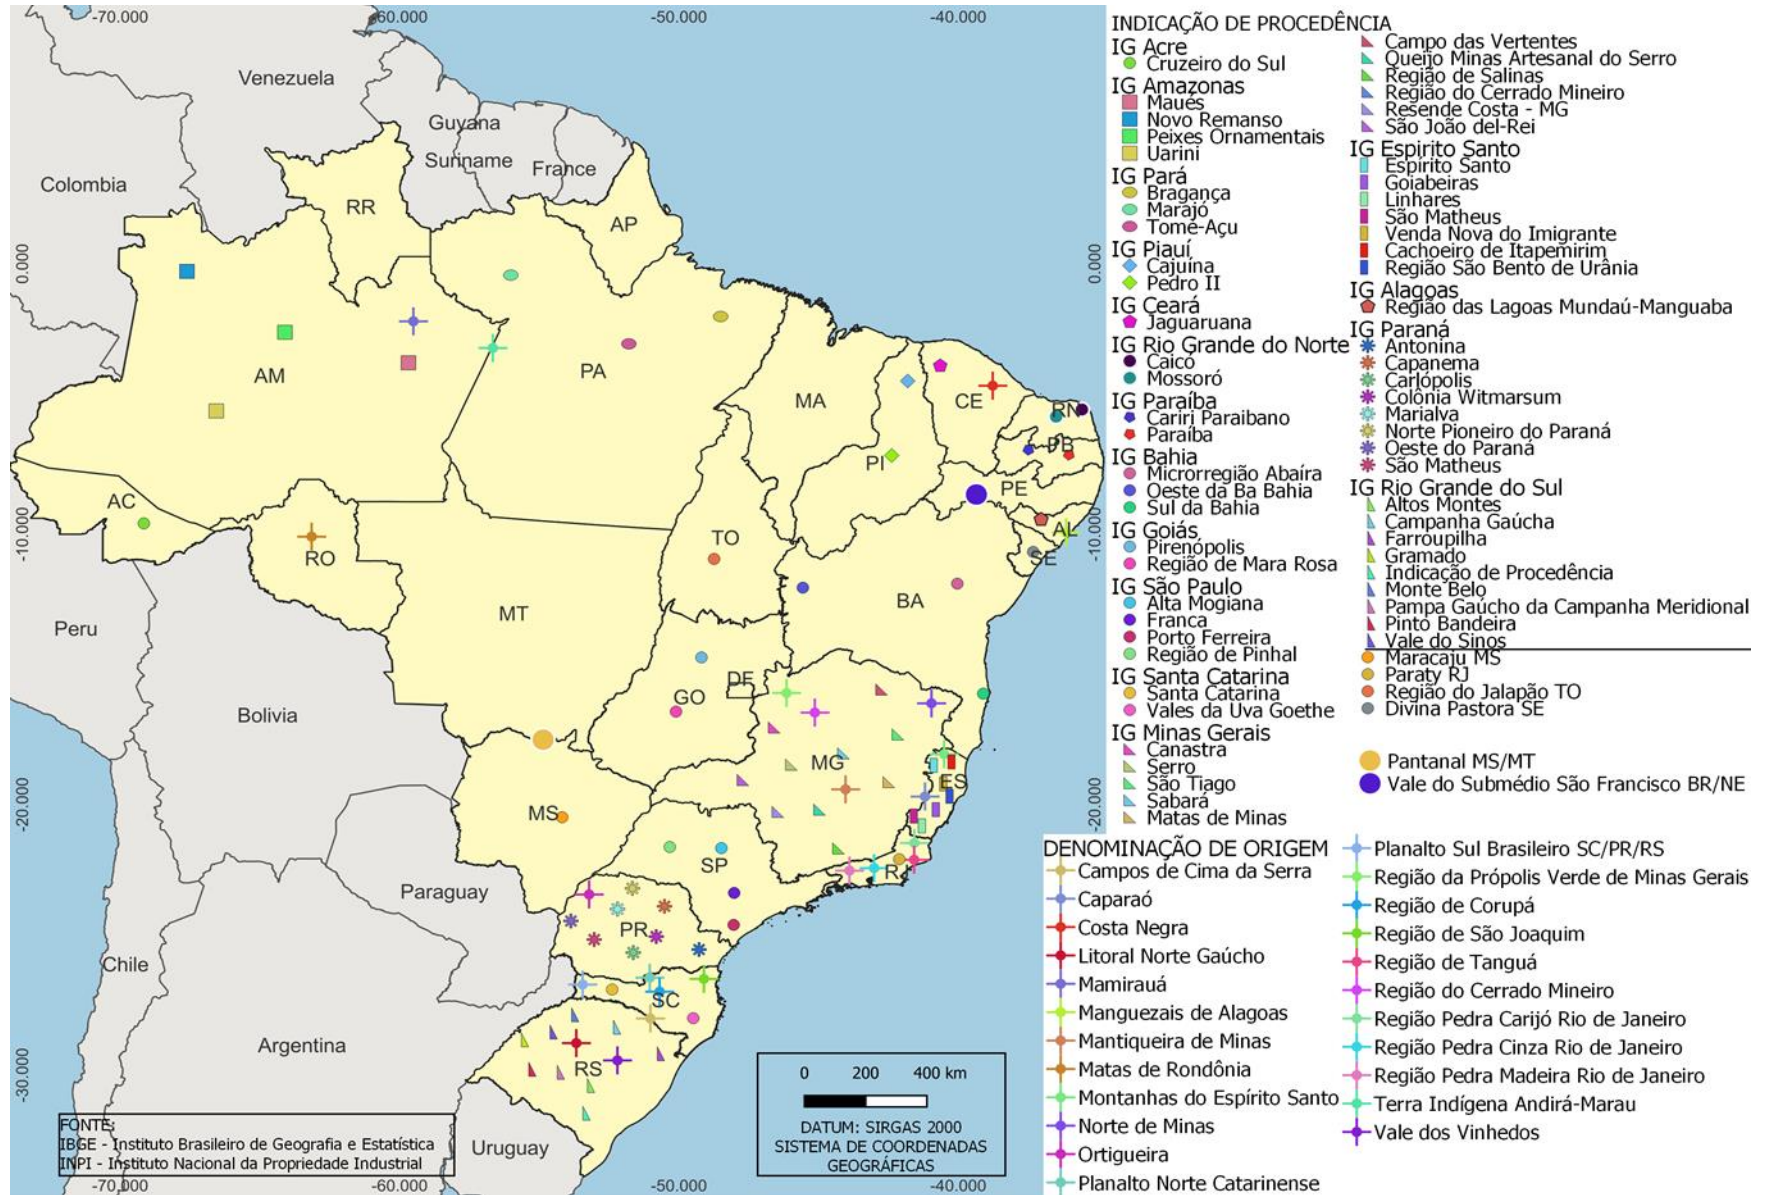 -70.000
-60.000
-50.000
-40.000
Venezuela
Guyana
Suriname
France
Colombia
RR
AP
0.000
0.000
AM
PA
MA
CE
RN
PB
PI
PE
AC
AL
TO
SE
RO
-10.000
-10.000
MT
BA
Peru
DF
GO
Bolivia
MG
ES
MS
-20.000
-20.000
SP
RJ
Paraguay
PR
Chile
SC
Argentina
RS
-30.000
Uruguay
0 200 400 km
DATUM: SIRGAS 2000
SISTEMA DE COORDENADAS
GEOGRÁFICAS
FONTE:
IBGE - Instituto Brasileiro de Geografia e Estatística
INPI - Instituto Nacional da Propriedade Industrial
-70.000
-60.000
-50.000
-40.000
INDICAÇÃO DE PROCEDÊNCIA
IG Acre
Cruzeiro do Sul
IG Amazonas
Maués
Novo Remanso
Peixes Ornamentais
Uarini
IG Pará
Bragança
Marajó
Tomé-Açu
IG Piauí
Cajuína
Pedro II
IG Ceará
Jaguaruana
IG Rio Grande do Norte
Caicó
Mossoró
IG Paraíba
Cariri Paraibano
Paraíba
IG Bahia
Microrregião Abaíra
Oeste da Ba Bahia
Sul da Bahia
IG Goiás
Pirenópolis
Região de Mara Rosa
IG São Paulo
Alta Mogiana
Franca
Porto Ferreira
Região de Pinhal
IG Santa Catarina
Santa Catarina
Vales da Uva Goethe
IG Minas Gerais
Canastra
Serro
São Tiago
Sabará
Matas de Minas
Campo das Vertentes
Queijo Minas Artesanal do Serro
Região de Salinas
Região do Cerrado Mineiro
Resende Costa - MG
São João del-Rei
IG Espirito Santo
Espírito Santo
Goiabeiras
Linhares
São Matheus
Venda Nova do Imigrante
Cachoeiro de Itapemirim
Região São Bento de Urânia
IG Alagoas
Região das Lagoas Mundaú-Manguaba
IG Paraná
Antonina
Capanema
Carlópolis
Colônia Witmarsum
Marialva
Norte Pioneiro do Paraná
Oeste do Paraná
São Matheus
IG Rio Grande do Sul
Altos Montes
Campanha Gaúcha
Farroupilha
Gramado
Indicação de Procedência
Monte Belo
Pampa Gaúcho da Campanha Meridional
Pinto Bandeira
Vale do Sinos
Maracaju MS
Paraty RJ
Região do Jalapão TO
Divina Pastora SE
Pantanal MS/MT
Vale do Submédio São Francisco BR/NE
DENOMINAÇÃO DE ORIGEM
Campos de Cima da Serra
Caparaó
Costa Negra
Litoral Norte Gaúcho
Mamirauá
Manguezais de Alagoas
Mantiqueira de Minas
Matas de Rondônia
Montanhas do Espírito Santo
Norte de Minas
Ortigueira
Planalto Norte Catarinense
Planalto Sul Brasileiro SC/PR/RS
Região da Própolis Verde de Minas Gerais
Região de Corupá
Região de São Joaquim
Região de Tanguá
Região do Cerrado Mineiro
Região Pedra Carijó Rio de Janeiro
Região Pedra Cinza Rio de Janeiro
Região Pedra Madeira Rio de Janeiro
Terra Indígena Andirá-Marau
Vale dos Vinhedos